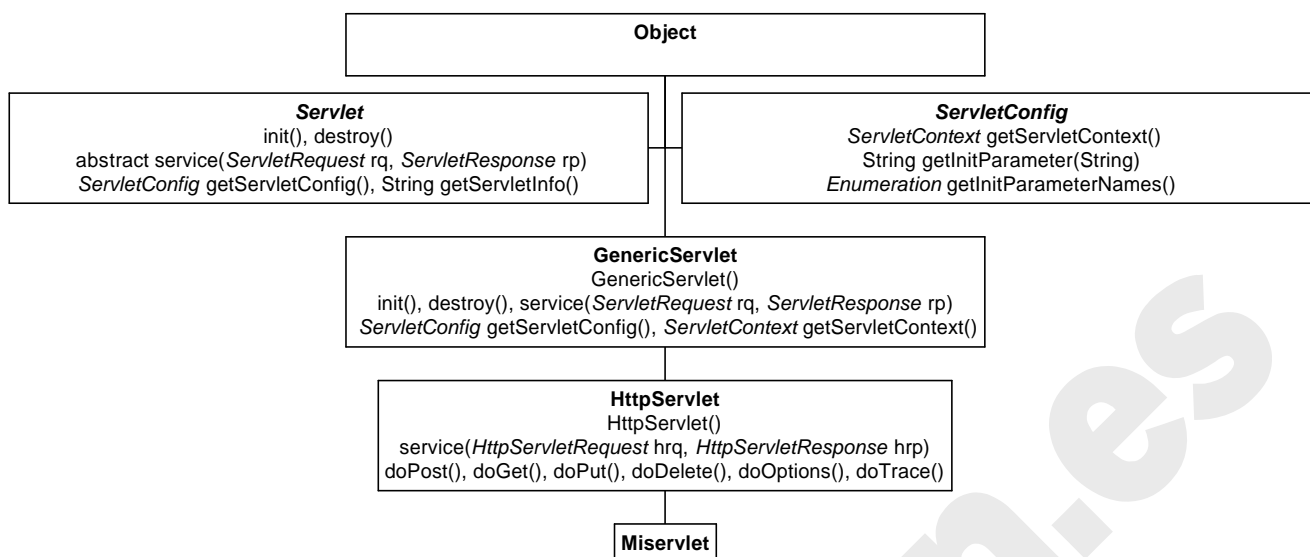 Object
Servlet
init(), destroy()
abstract service(ServletRequest rq, ServletResponse rp)
ServletConfig getServletConfig(), String getServletInfo()
ServletConfig
ServletContext getServletContext()
String getInitParameter(String)
Enumeration getInitParameterNames()
GenericServlet
GenericServlet()
init(), destroy(), service(ServletRequest rq, ServletResponse rp)
ServletConfig getServletConfig(), ServletContext getServletContext()
HttpServlet
HttpServlet()
service(HttpServletRequest hrq, HttpServletResponse hrp)
doPost(), doGet(), doPut(), doDelete(), doOptions(), doTrace()
Miservlet
n.es